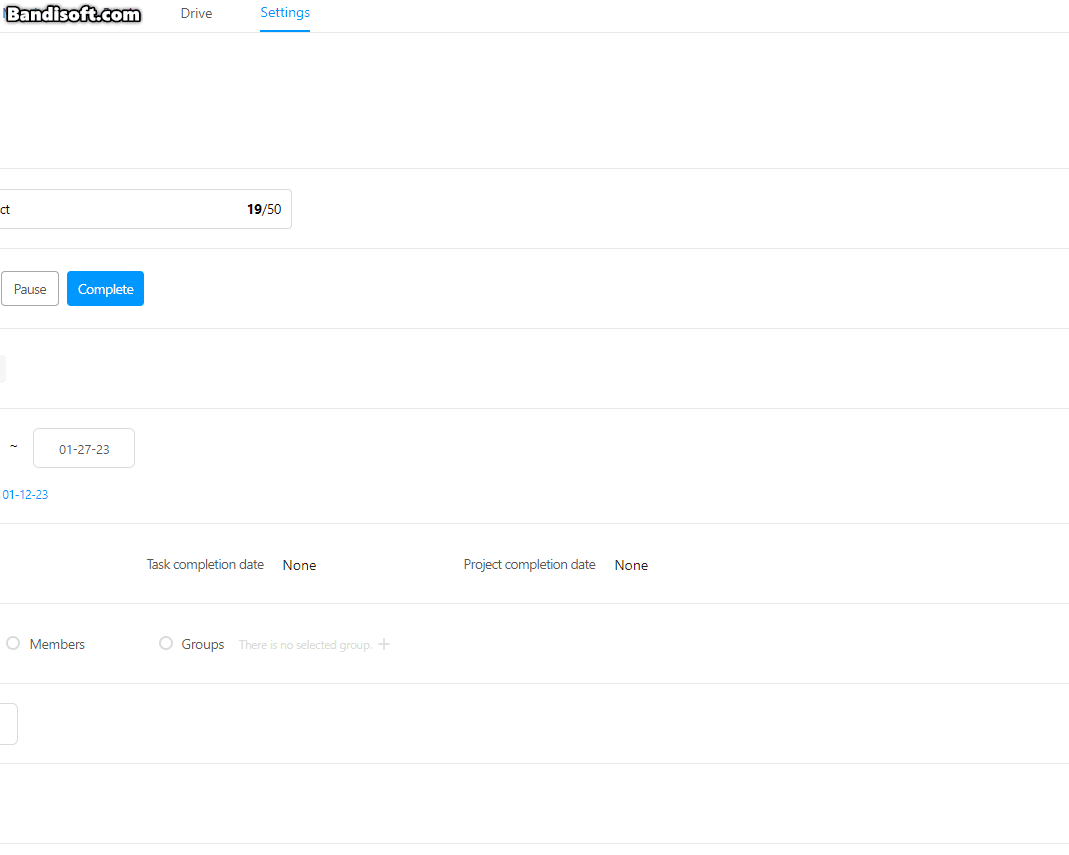 Bandisoft.com
Drive
Settings
ct
19/50
Pause
Complete
~
01-27-23
01-12-23
Task completion date
None
Project completion date
None
Members
Groups
There is no selected group.